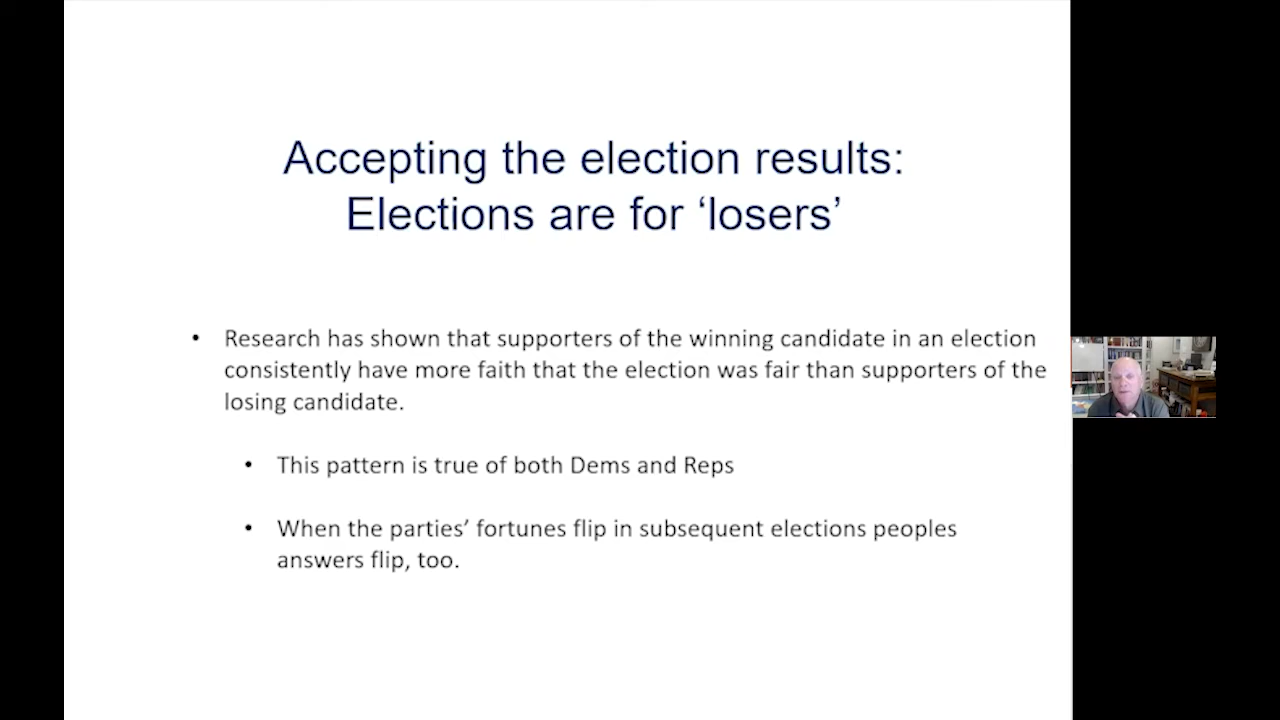 Accepting the election results:
Elections are for ‘losers’
• Research has shown that supporters of the winning candidate in an election
consistently have more faith that the election was fair than supporters of the
losing candidate.
• This pattern is true of both Dems and Reps
• When the parties’ fortunes flip in subsequent elections peoples
answers flip, too.